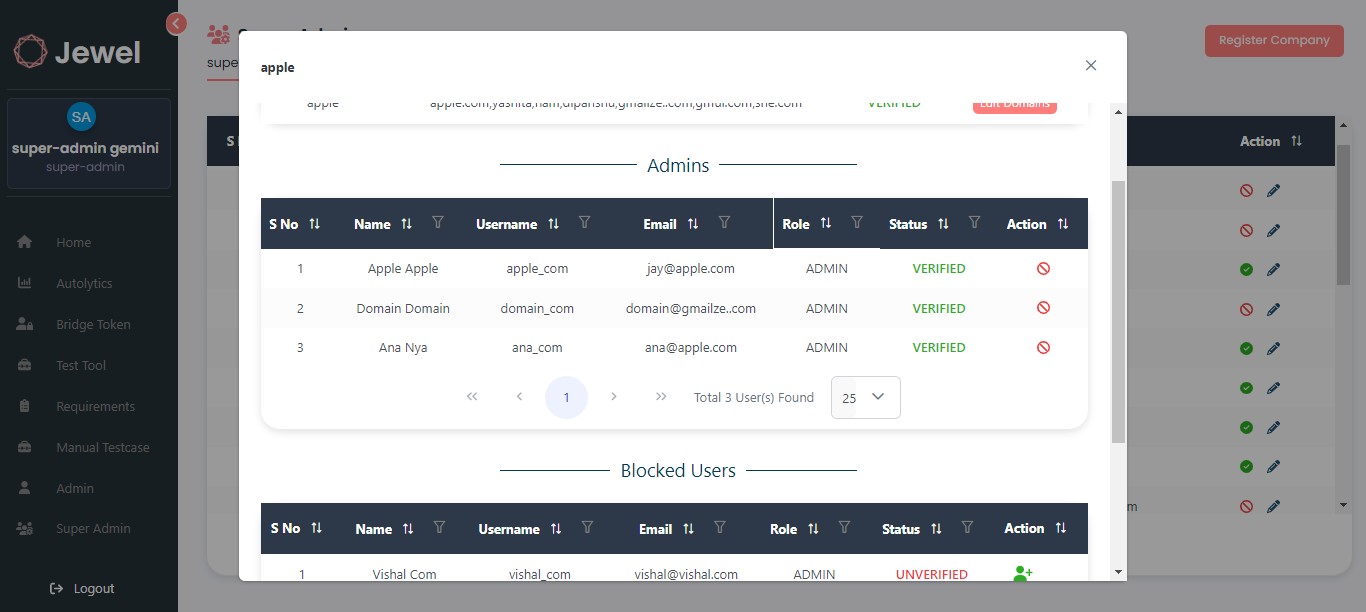 Jewel
SA
super-admin gemini
super-admin
Home
Autolytics
Bridge Token
Test Tool
Requirements
Manual Testcase
Admin
Super Admin
Logout
Register Company
supe
S
Action
m
apple
apple apple.com,yashita,ham,dipanshu,gmailze..com,gmul.com,she.com VERIFIED Edit Domains
Admins
S No Name Username Email Role Status Action
1 Apple Apple apple_com jay@apple.com ADMIN VERIFIED
2 Domain Domain domain_com domain@gmailze..com ADMIN VERIFIED
3 Ana Nya ana_com ana@apple.com ADMIN VERIFIED
1 Total 3 User(s) Found 25
Blocked Users
S No Name Username Email Role Status Action
1 Vishal Com vishal_com vishal@vishal.com ADMIN UNVERIFIED